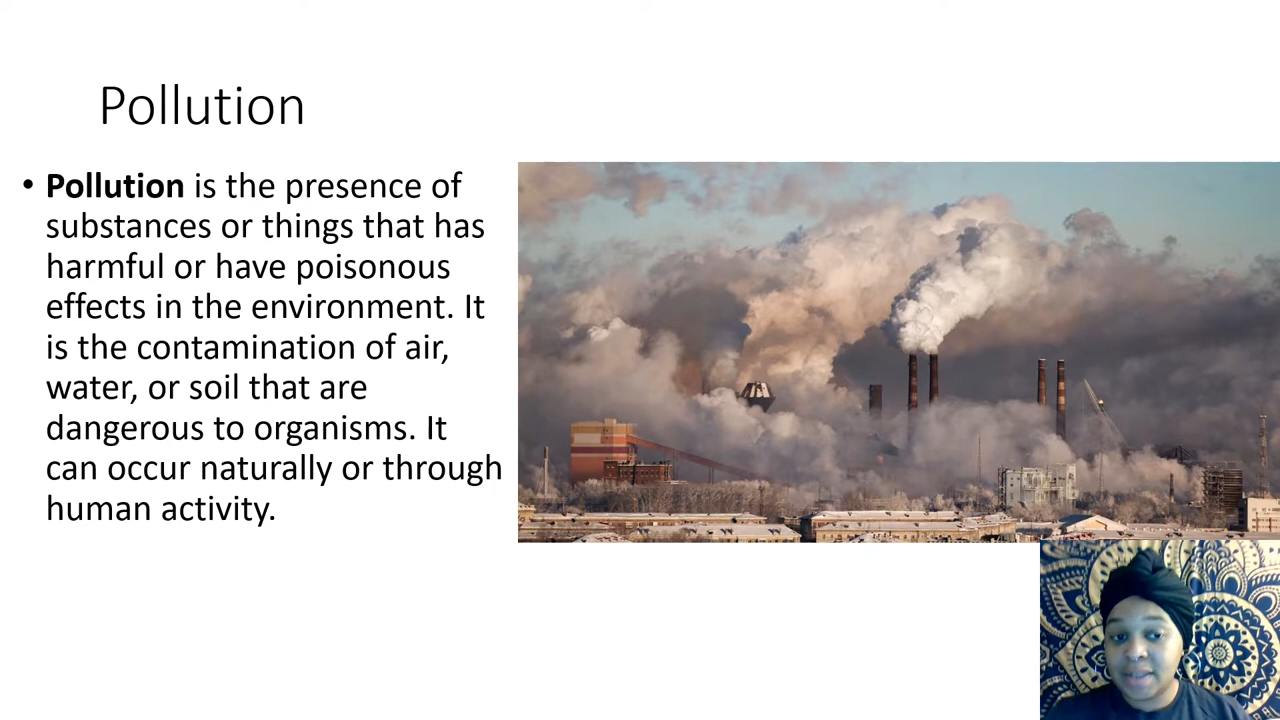 Pollution
• Pollution is the presence of
substances or things that has
harmful or have poisonous
effects in the environment. It
is the contamination of air,
water, or soil that are
dangerous to organisms. It
can occur naturally or through
human activity.